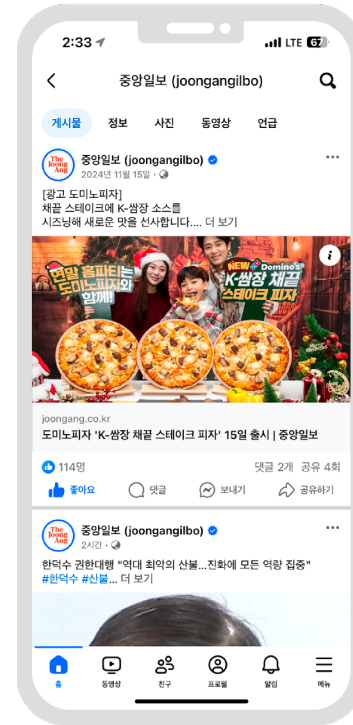 2:33
LTE 67
중앙일보 (joongangilbo)
게시물 정보 사진 동영상 언급
The JoongAng
중앙일보 (joongangilbo)
2024년 11월 15일
[광고 도미노피자]
채끝 스테이크에 K-쌈장 소스를
시즈닝해 새로운 맛을 선사합니다.... 더 보기
연말 홈파티는
도미노피자와
함께!
NEW Domino's
K-쌈장 채끝
스테이크 피자
joongang.co.kr
도미노피자 'K-쌈장 채끝 스테이크 피자' 15일 출시 | 중앙일보
114명 댓글 2개 공유 4회
좋아요 댓글 보내기 공유하기
The JoongAng
중앙일보 (joongangilbo)
2시간
한덕수 권한대행 "역대 최악의 산불...진화에 모든 역량 집중"
#한덕수 #산불... 더 보기
홈 동영상 친구 프로필 알림 메뉴